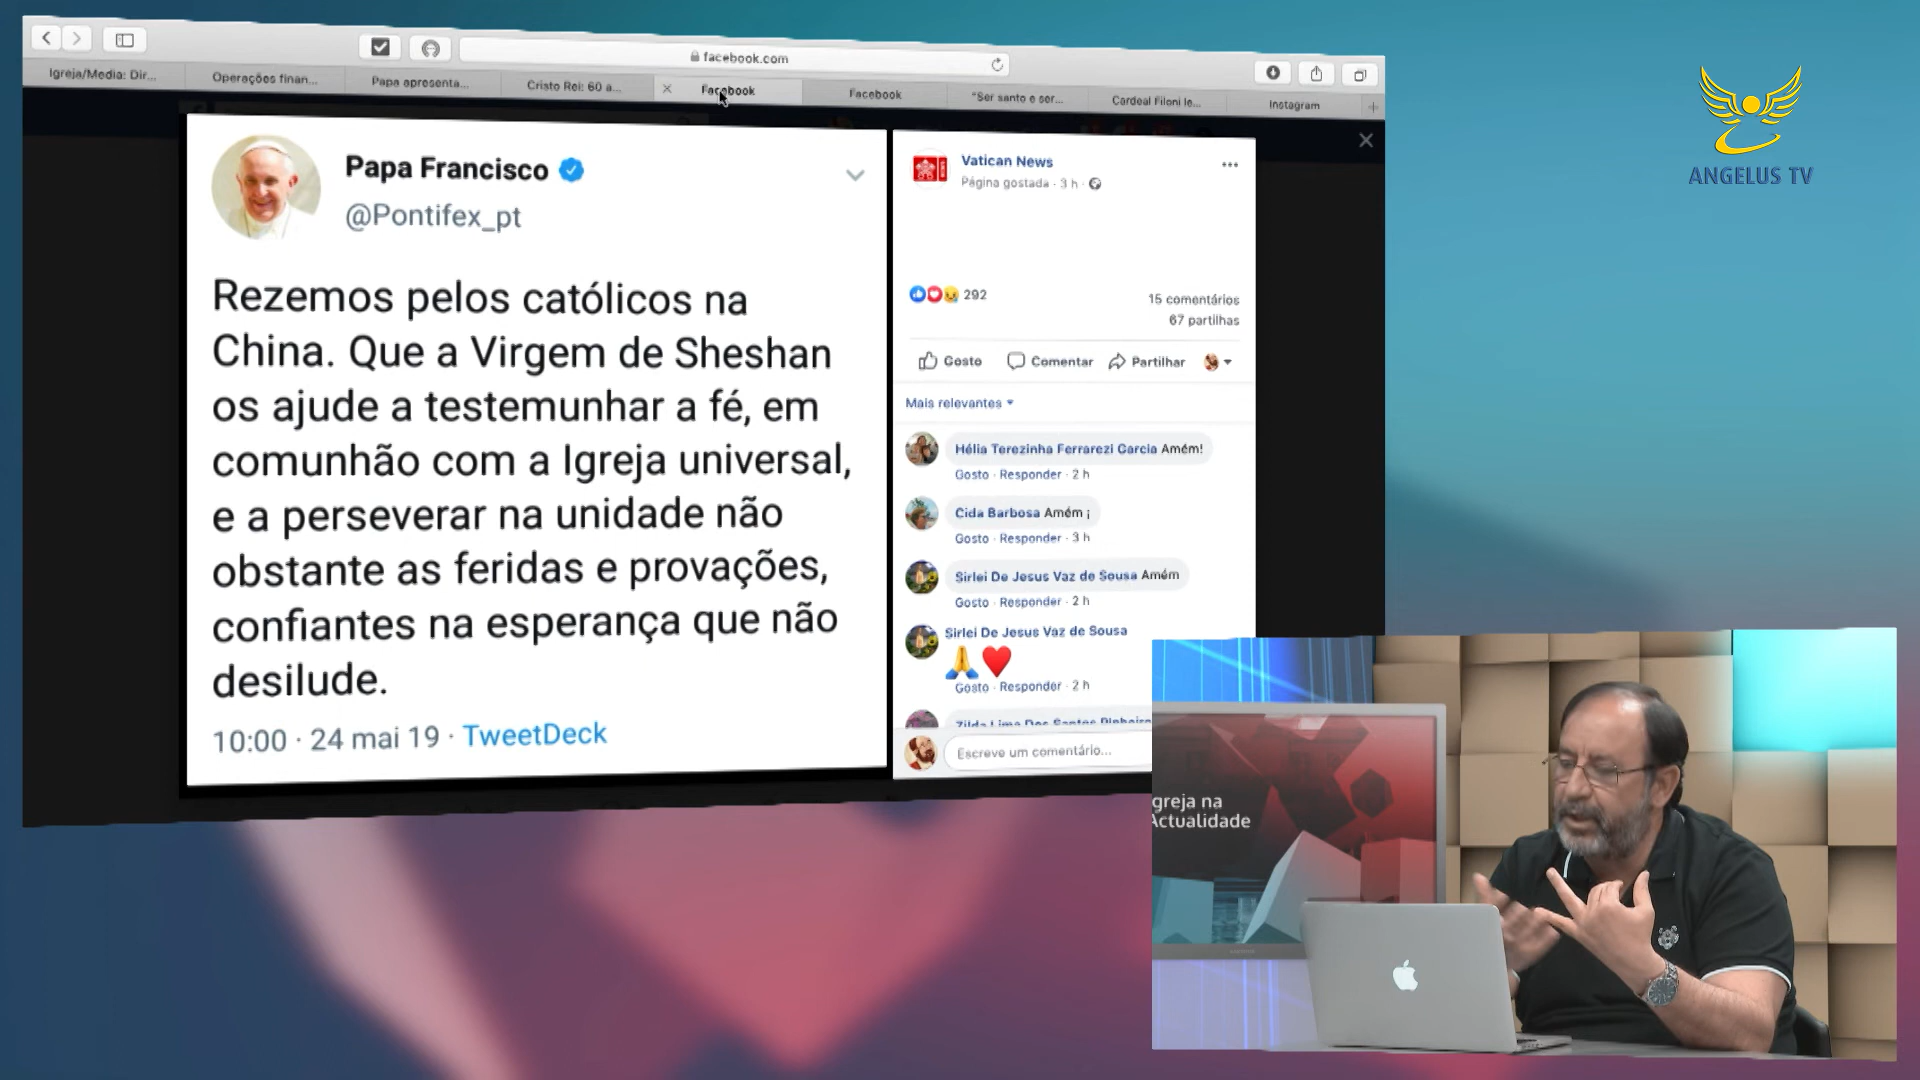 facebook.com
Igreja/Media: Dir...
Operações finan...
Papa apresenta...
Cristo Rei: 60 a...
Facebook
Facebook
"Ser santo e ser...
Cardeal Filoni le...
Instagram
ANGELUS TV
Papa Francisco
@Pontifex_pt
Rezemos pelos católicos na
China. Que a Virgem de Sheshan
os ajude a testemunhar a fé, em
comunhão com a Igreja universal,
e a perseverar na unidade não
obstante as feridas e provações,
confiantes na esperança que não
desilude.
10:00 · 24 mai 19 · TweetDeck
Vatican News
Página gostada · 3 h ·
292
15 comentários
67 partilhas
Gosto Comentar Partilhar
Mais relevantes
Hélia Terezinha Ferrarezi Garcia Amém!
Gosto · Responder · 2 h
Cida Barbosa Amém ¡
Gosto · Responder · 3 h
Sirlei De Jesus Vaz de Sousa Amém
Gosto · Responder · 2 h
Sirlei De Jesus Vaz de Sousa
🙏❤️
Gosto · Responder · 2 h
Zilda Lima Dos Santos Pinheiro
Escreve um comentário...
greja na
Actualidade